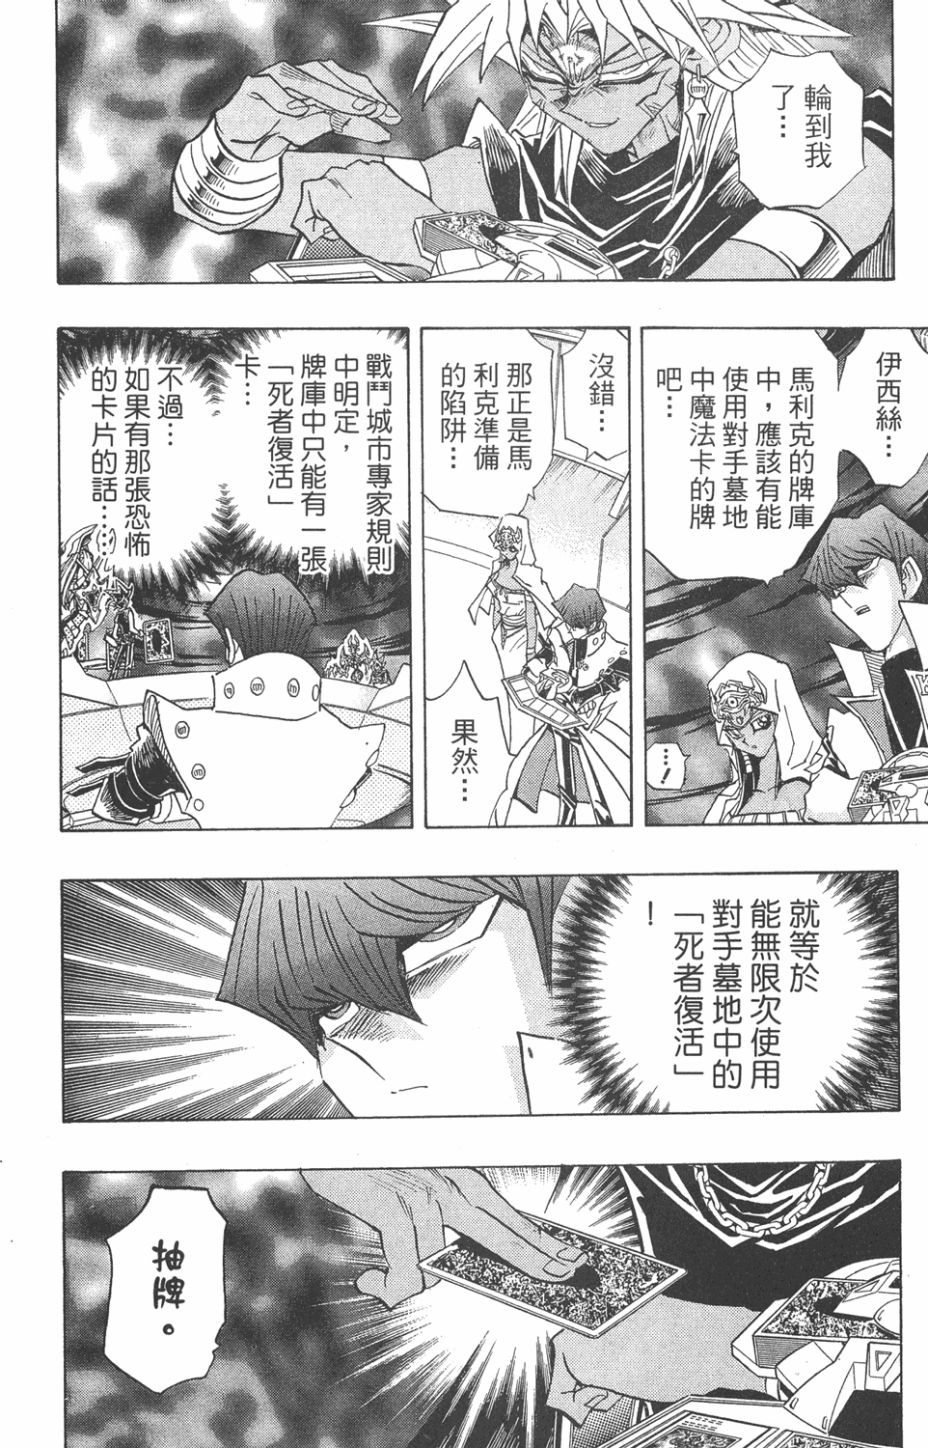 輪到我
了…
伊西絲…
馬利克的牌庫
中，應該有能
使用對手墓地
中魔法卡的牌
吧…
…!
沒錯…
那正是馬
利克準備
的陷阱…
果然…
戰鬥城市專家規則
中明定，
牌庫中只能有一張
「死者復活」
卡…
不過…
如果有那張恐怖
的卡片的話……
就等於
能無限次使用
對手墓地中的
「死者復活」
！
抽牌。